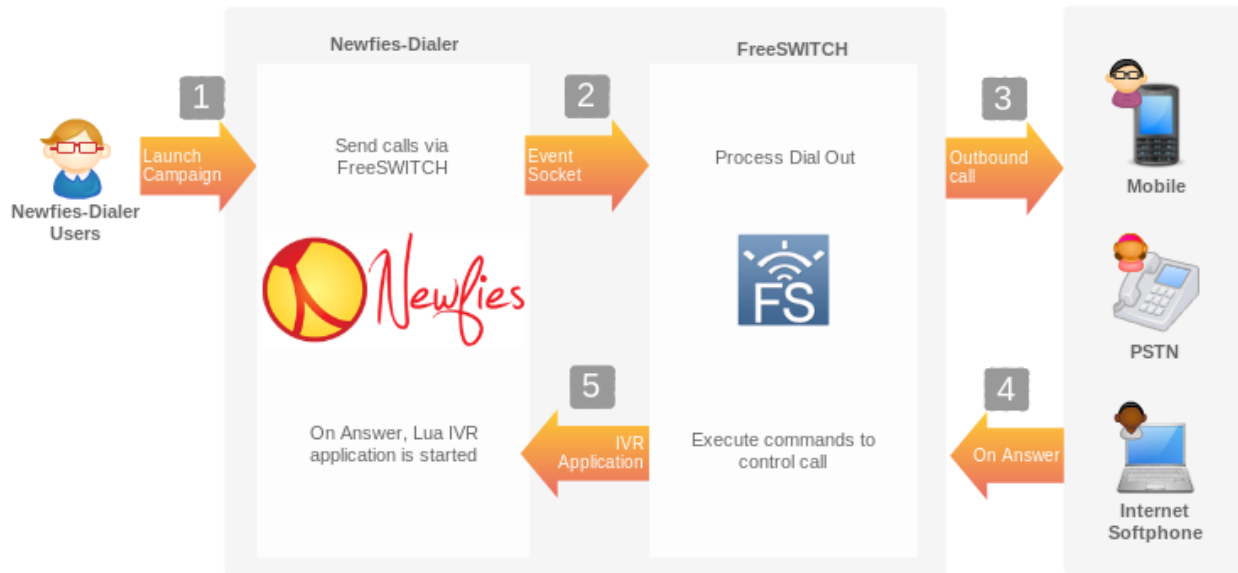 Newfies-Dialer
FreeSWITCH
1
2
3
Launch
Campaign
Send calls via
FreeSWITCH
Event
Socket
Process Dial Out
Outbound
call
Mobile
Newfies-Dialer
Users
Newfies
FS
PSTN
5
4
On Answer, Lua IVR
application is started
IVR
Application
Execute commands to
control call
On Answer
Internet
Softphone